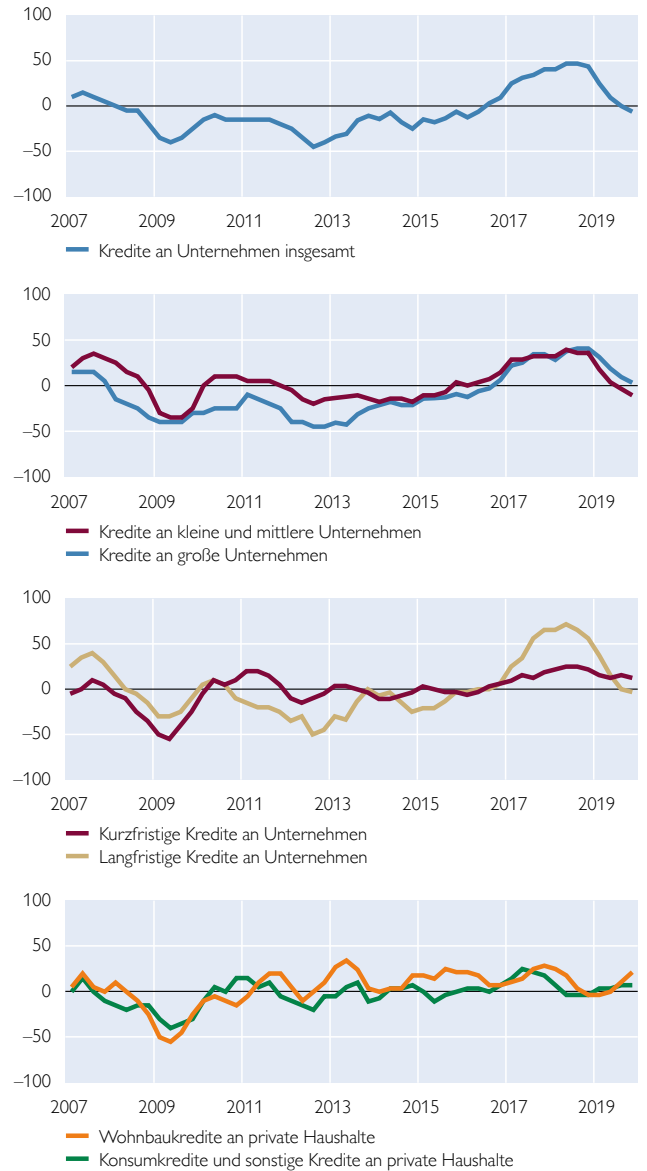 100
50
0
–50
–100
2007 2009 2011 2013 2015 2017 2019
Kredite an Unternehmen insgesamt
100
50
0
–50
–100
2007 2009 2011 2013 2015 2017 2019
Kredite an kleine und mittlere Unternehmen
Kredite an große Unternehmen
100
50
0
–50
–100
2007 2009 2011 2013 2015 2017 2019
Kurzfristige Kredite an Unternehmen
Langfristige Kredite an Unternehmen
100
50
0
–50
–100
2007 2009 2011 2013 2015 2017 2019
Wohnbaukredite an private Haushalte
Konsumkredite und sonstige Kredite an private Haushalte